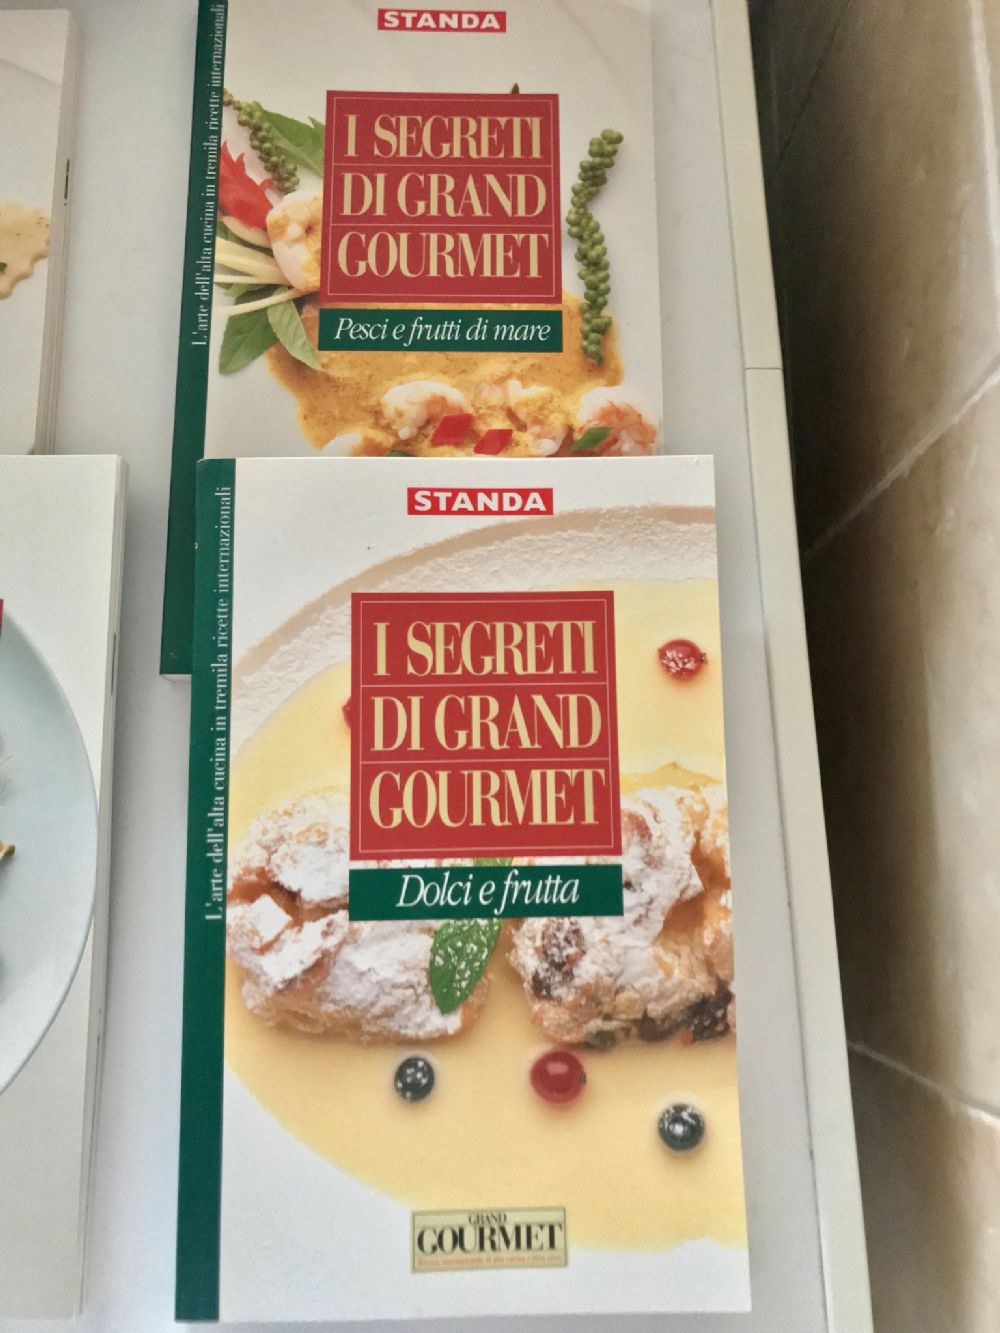 STANDA
I SEGRETI
DI GRAND
GOURMET
Pesci e frutti di mare
L'arte dell'alta cucina in tremila ricette internazionali
STANDA
I SEGRETI
DI GRAND
GOURMET
Dolci e frutta
L'arte dell'alta cucina in tremila ricette internazionali
GRAND
GOURMET